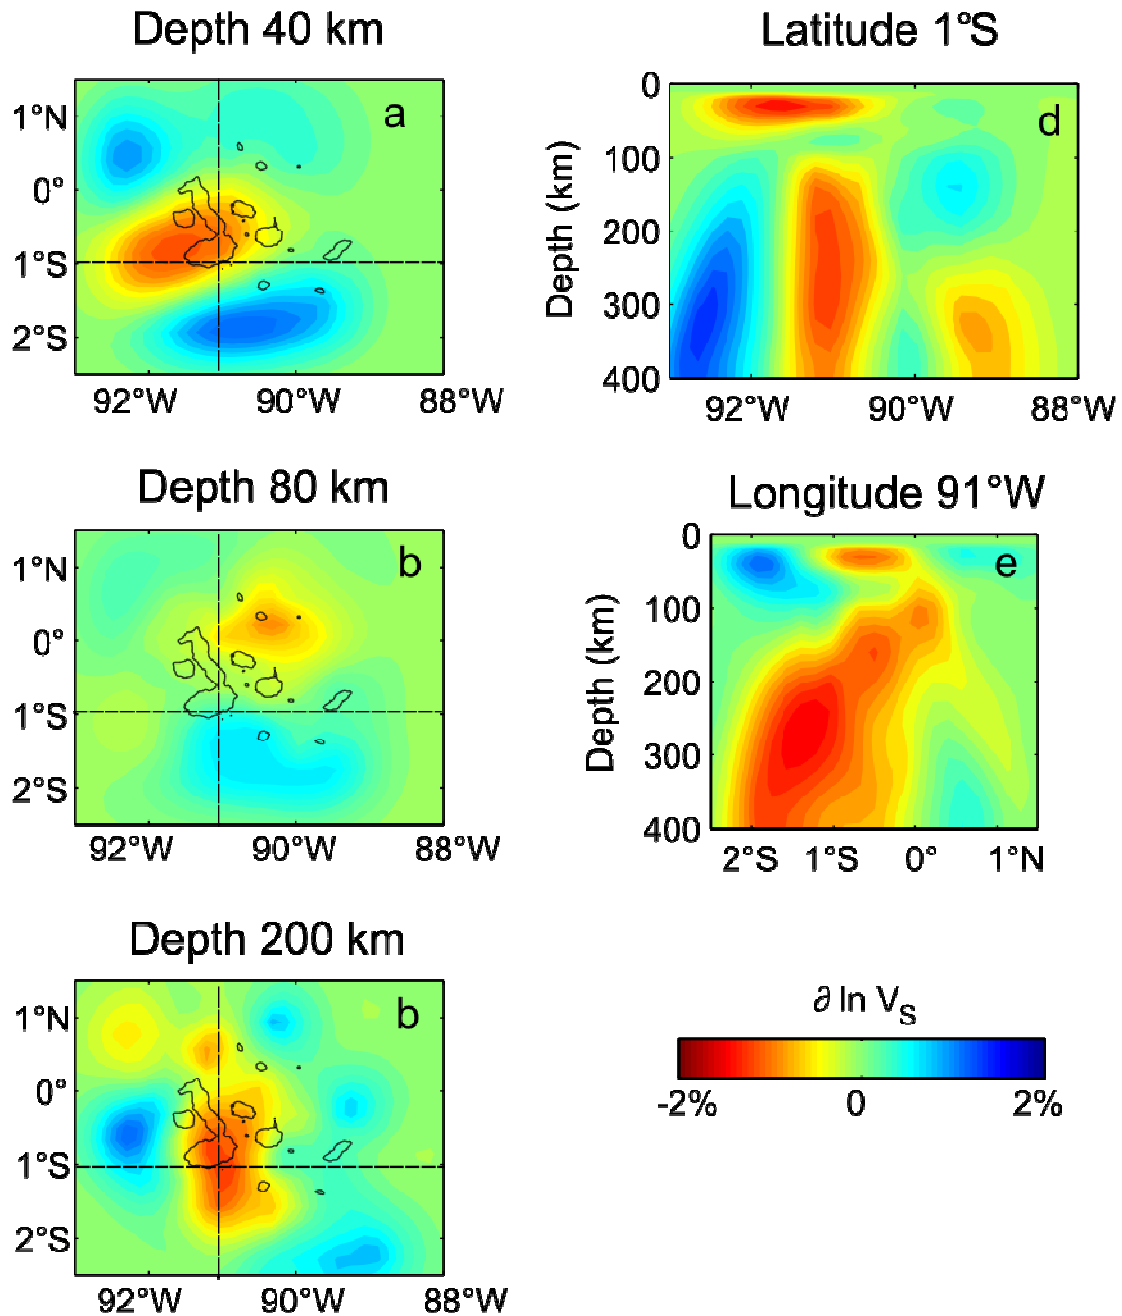 Depth 40 km
a
1°N
0°
1°S
2°S
92°W 90°W 88°W
Latitude 1°S
d
0
100
200
300
400
Depth (km)
92°W 90°W 88°W
Depth 80 km
b
1°N
0°
1°S
2°S
92°W 90°W 88°W
Longitude 91°W
e
0
100
200
300
400
Depth (km)
2°S 1°S 0° 1°N
Depth 200 km
b
1°N
0°
1°S
2°S
92°W 90°W 88°W
∂ ln VS
-2% 0 2%